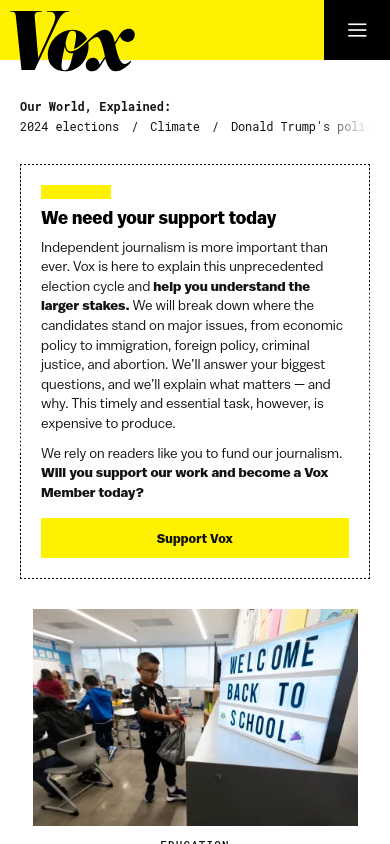 Vox
Our World, Explained:
2024 elections / Climate / Donald Trump's
We need your support today
Independent journalism is more important than
ever. Vox is here to explain this unprecedented
election cycle and help you understand the
larger stakes. We will break down where the
candidates stand on major issues, from economic
policy to immigration, foreign policy, criminal
justice, and abortion. We’ll answer your biggest
questions, and we’ll explain what matters — and
why. This timely and essential task, however, is
expensive to produce.
We rely on readers like you to fund our journalism.
Will you support our work and become a Vox
Member today?
Support Vox
WELCOME
BACK TO
SCHOOL
EDUCATION